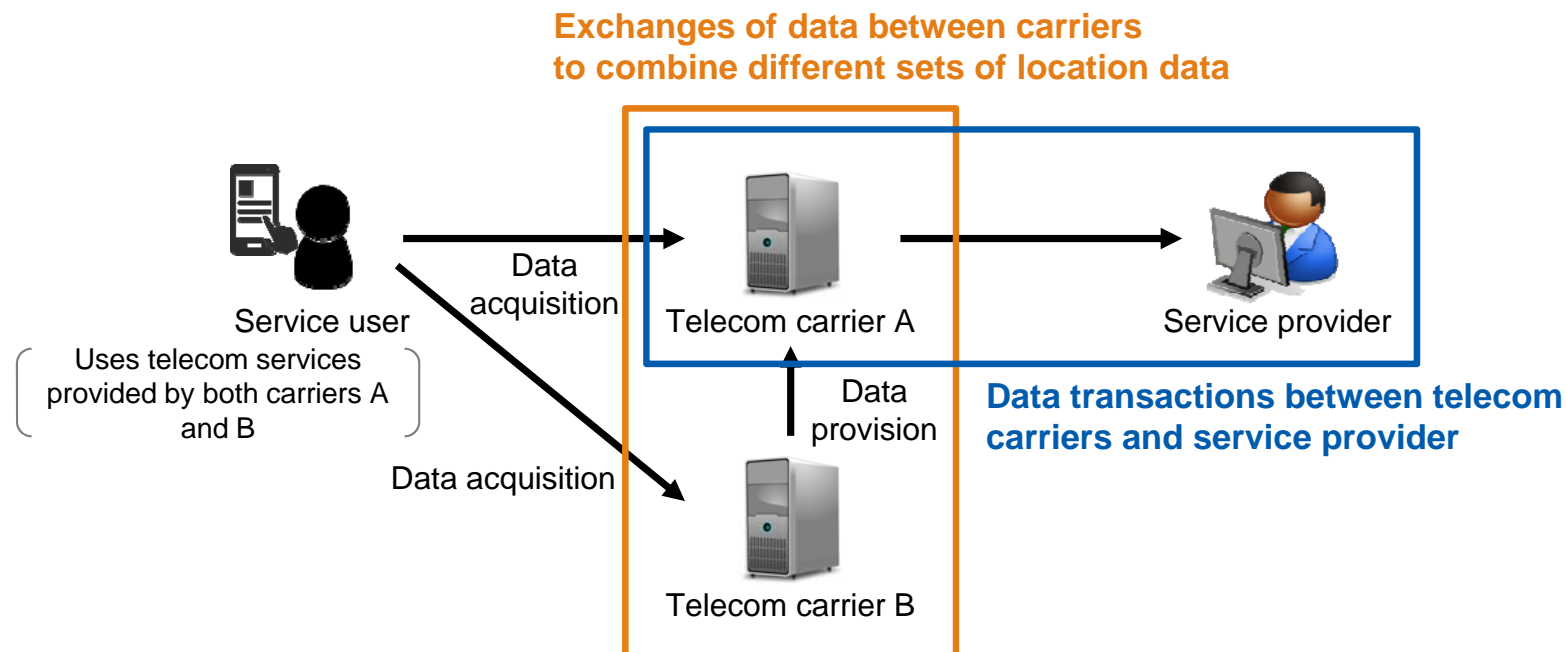 Exchanges of data between carriers
to combine different sets of location data
Data
acquisition
Service user
Telecom carrier A
Service provider
Uses telecom services
provided by both carriers A
and B
Data
provision
Data transactions between telecom
carriers and service provider
Data acquisition
Telecom carrier B